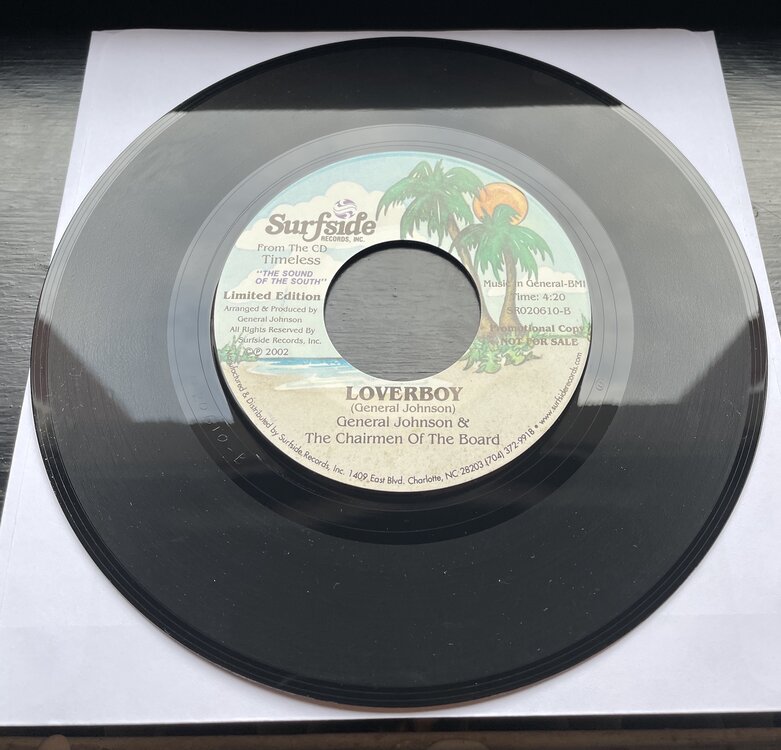 Surfside
RECORDS, INC.
From The CD
Timeless
"THE SOUND
OF THE SOUTH"
Limited Edition
Arranged & Produced by
General Johnson
All Rights Reserved By
Surfside Records, Inc.
©℗ 2002
Music In General-BMI
Time: 4:20
SR020610-B
Promotional Copy
NOT FOR SALE
LOVERBOY
(General Johnson)
General Johnson &
The Chairmen Of The Board
& Distributed by Surfside Records, Inc. 1409 East Blvd. Charlotte, NC 28203 (704) 372-9918 • www.surfsiderecords.com